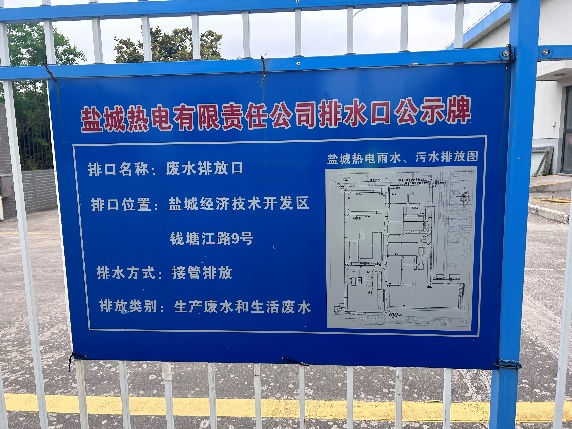 盐城热电有限责任公司排水口公示牌
排口名称：废水排放口
排口位置：盐城经济技术开发区
钱塘江路9号
排水方式：接管排放
排放类别：生产废水和生活废水
盐城热电雨水、污水排放图